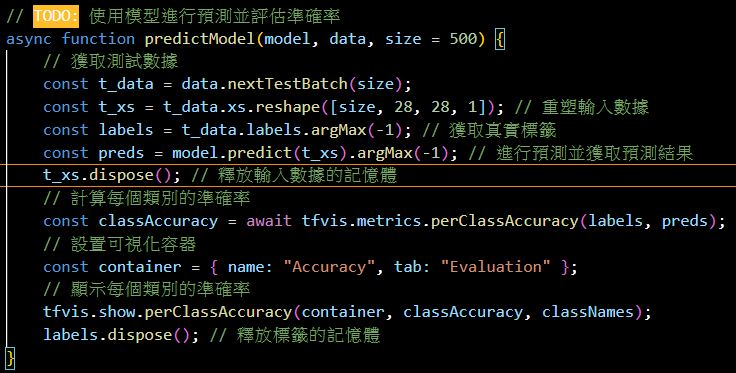 // TODO: 使用模型進行預測並評估準確率
async function predictModel(model, data, size = 500) {
// 獲取測試數據
const t_data = data.nextTestBatch(size);
const t_xs = t_data.xs.reshape([size, 28, 28, 1]); // 重塑輸入數據
const labels = t_data.labels.argMax(-1); // 獲取真實標籤
const preds = model.predict(t_xs).argMax(-1); // 進行預測並獲取預測結果
t_xs.dispose(); // 釋放輸入數據的記憶體
// 計算每個類別的準確率
const classAccuracy = await tfvis.metrics.perClassAccuracy(labels, preds);
// 設置可視化容器
const container = { name: "Accuracy", tab: "Evaluation" };
// 顯示每個類別的準確率
tfvis.show.perClassAccuracy(container, classAccuracy, classNames);
labels.dispose(); // 釋放標籤的記憶體
}